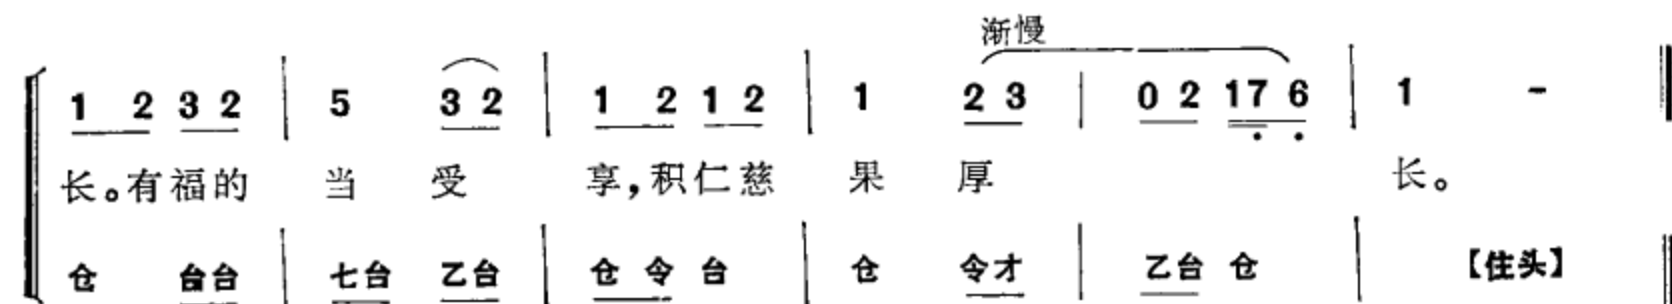 渐慢
1 2 3 2 | 5 3 2 | 1 2 1 2 | 1 2 3 | 0 2 1 7 6 | 1 -
长。有福的 当 受 享，积仁慈 果 厚 长。
仓 台台 | 七台 乙台 | 仓 令 台 | 仓 令才 | 乙台 仓 | 【住头】